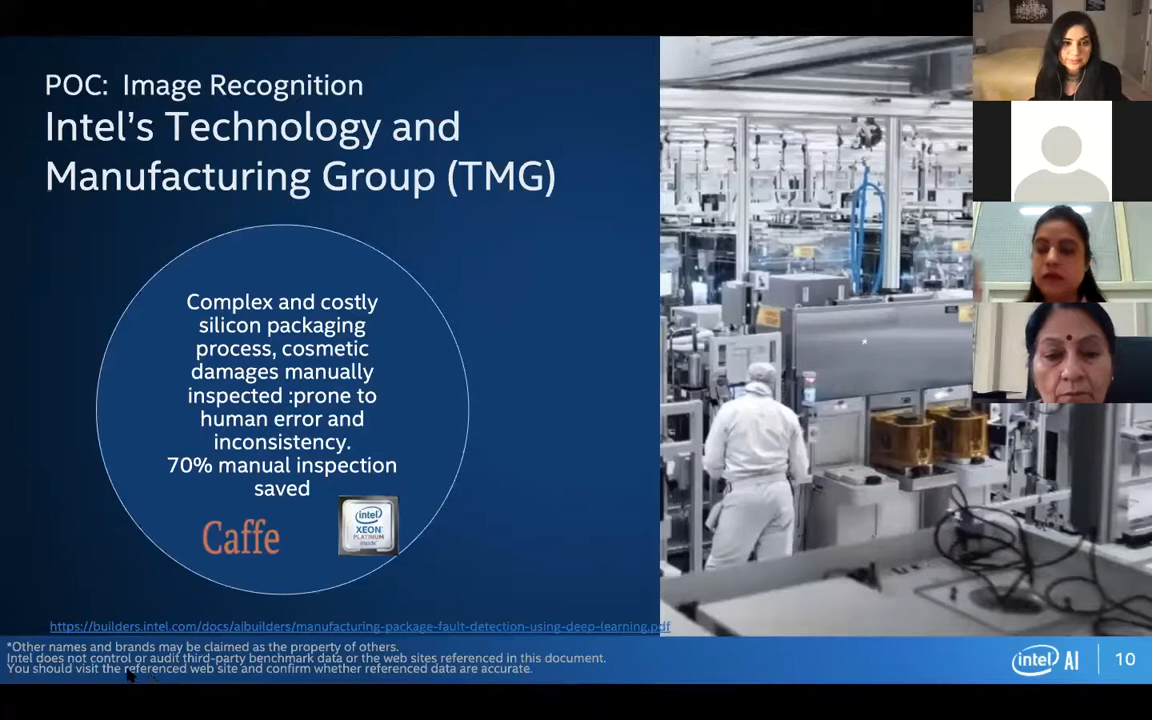 POC:  Image Recognition
Intel's Technology and
Manufacturing Group (TMG)
Complex and costly
silicon packaging
process, cosmetic
damages manually
inspected :prone to
human error and
inconsistency.
70% manual inspection
saved
Caffe
intel
XEON
PLATINUM
inside
https://builders.intel.com/docs/aibuilders/manufacturing-package-fault-detection-using-deep-learning.pdf
*Other names and brands may be claimed as the property of others.
Intel does not control or audit third-party benchmark data or the web sites referenced in this document.
You should visit the referenced web site and confirm whether referenced data are accurate.
intel AI
10